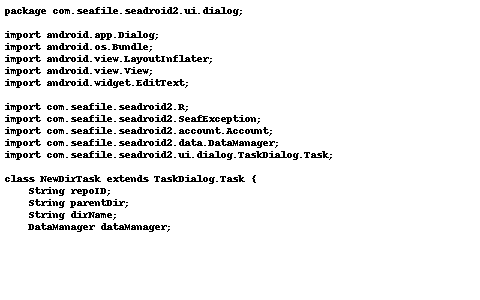 package com.seafile.seadroid2.ui.dialog;

import android.app.Dialog;
import android.os.Bundle;
import android.view.LayoutInflater;
import android.view.View;
import android.widget.EditText;

import com.seafile.seadroid2.R;
import com.seafile.seadroid2.SeafException;
import com.seafile.seadroid2.account.Account;
import com.seafile.seadroid2.data.DataManager;
import com.seafile.seadroid2.ui.dialog.TaskDialog.Task;

class NewDirTask extends TaskDialog.Task {
    String repoID;
    String parentDir;
    String dirName;
    DataManager dataManager;